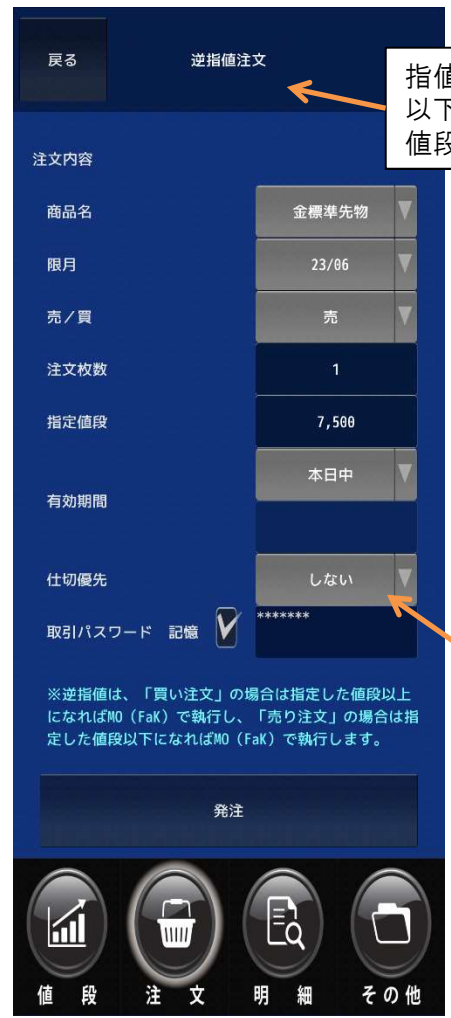 戻る
逆指値注文
指値
以下
値段
注文内容
商品名
金標準先物
限月
23/06
売／買
売
注文枚数
1
指定値段
7,500
有効期間
本日中
仕切優先
しない
取引パスワード 記憶
*******
※逆指値は、「買い注文」の場合は指定した値段以上
になればMO（FaK）で執行し、「売り注文」の場合は指
定した値段以下になればMO（FaK）で執行します。
発注
値 段
注 文
明 細
その他